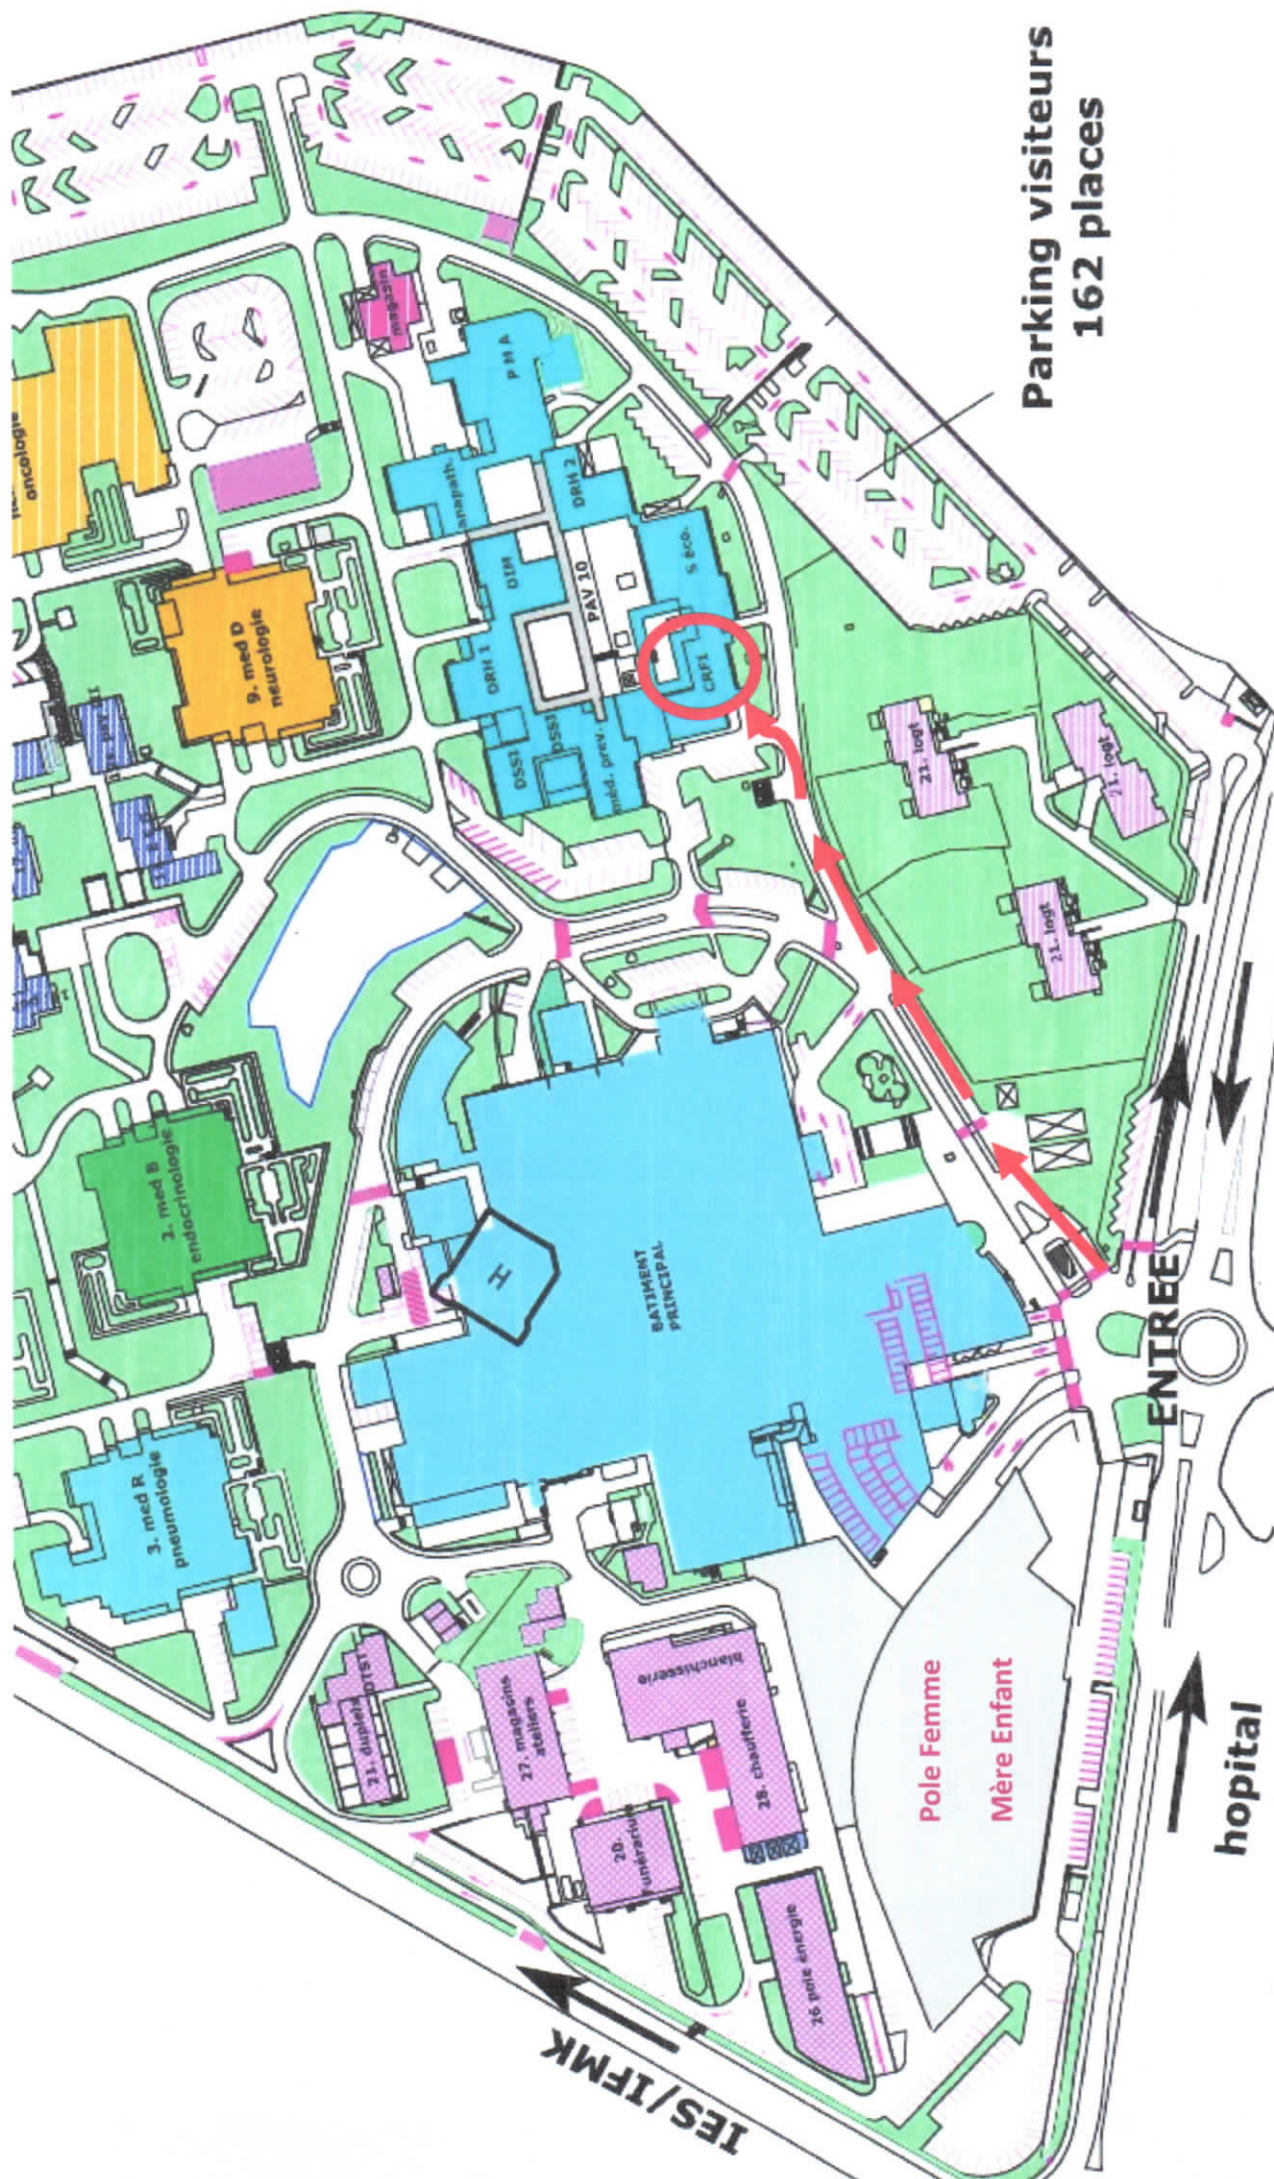 Parking visiteurs
162 places
oncologie
magasin
P M A
anapath.
DRH 2
DIM
PAV 10
S éco.
9. med D
neurologie
DRH 1
DSSI
DSSI
méd. prev.
CRFI
21. logt
21. logt
21. logt
2. med B
endocrinologie
H
BATIMENT
PRINCIPAL
ENTREE
3. med R
pneumologie
21. duplex
DTST
27. magasins
ateliers
blanchisserie
28. chaufferie
20.
funérarium
26 pole énergie
Pole Femme
Mère Enfant
hopital
IES/IFMK